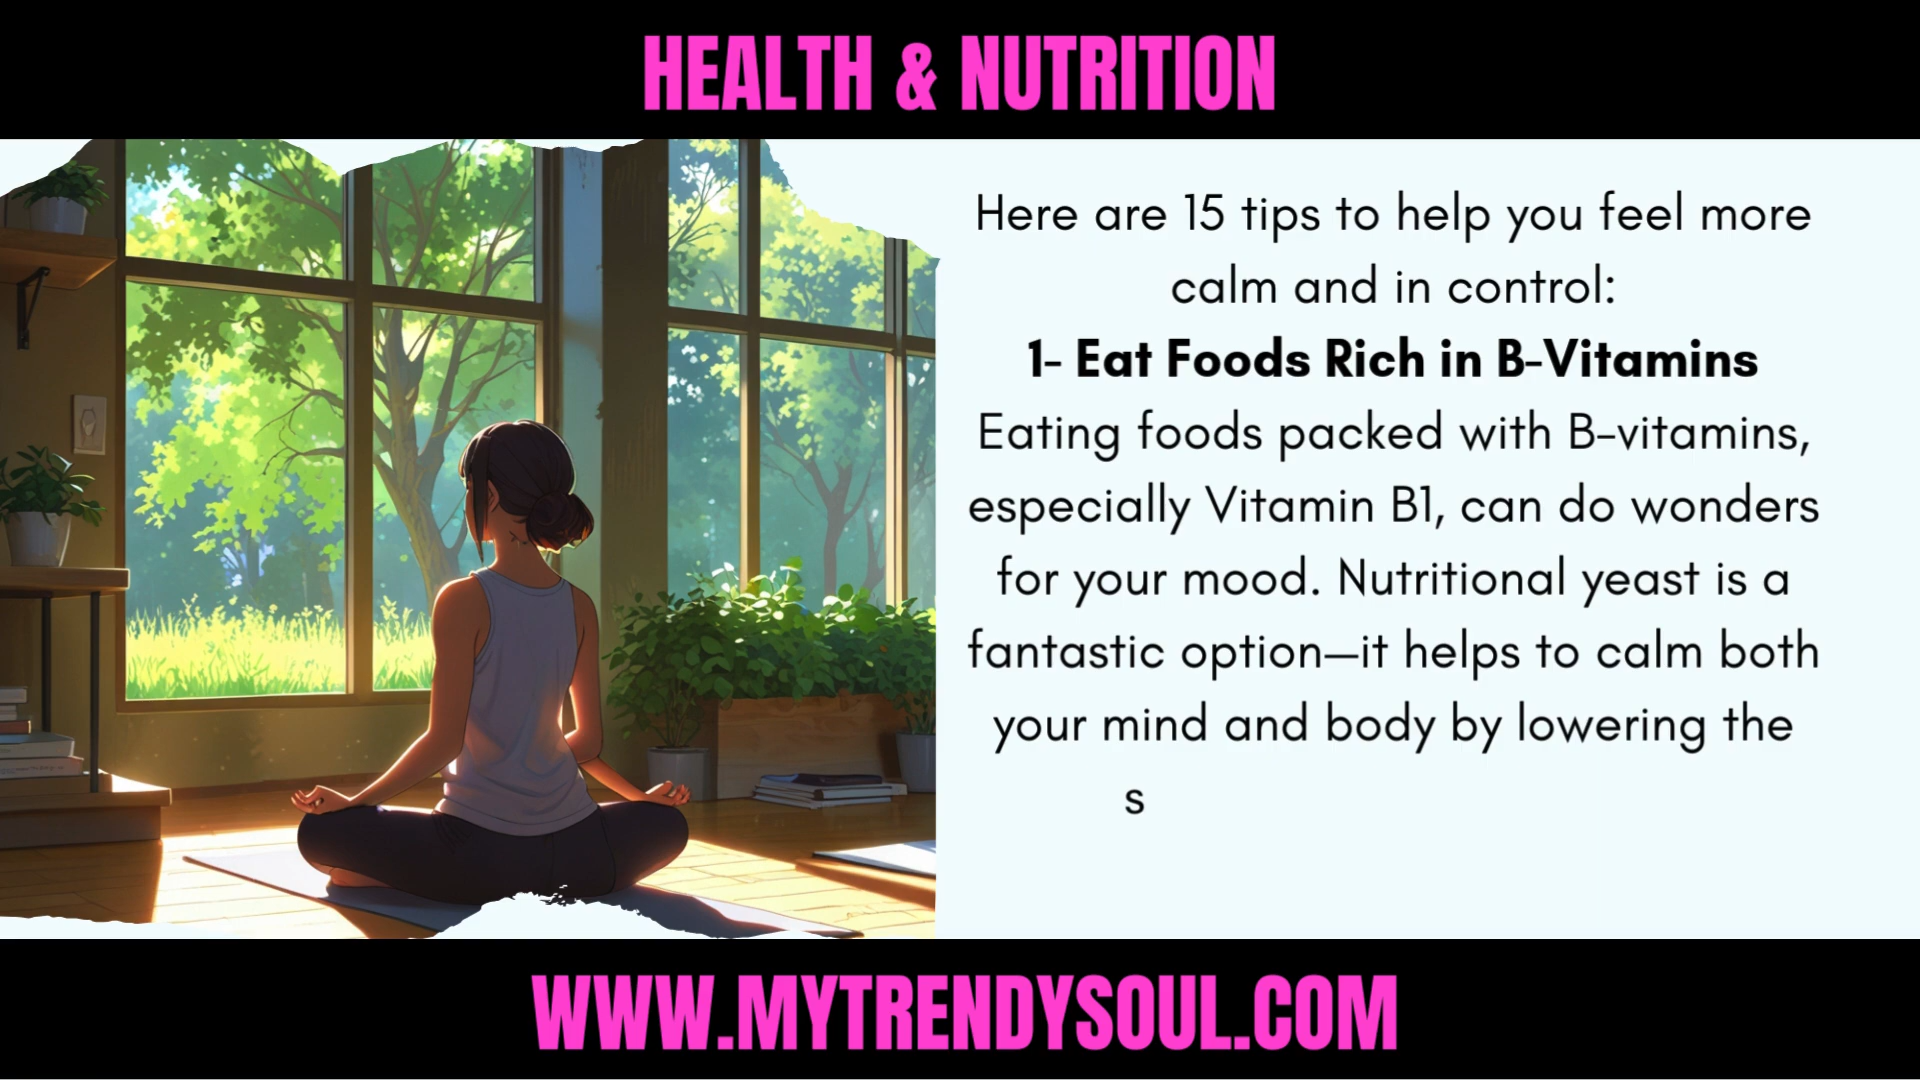 HEALTH & NUTRITION
Here are 15 tips to help you feel more
calm and in control:
1- Eat Foods Rich in B-Vitamins
Eating foods packed with B-vitamins,
especially Vitamin B1, can do wonders
for your mood. Nutritional yeast is a
fantastic option—it helps to calm both
your mind and body by lowering the
s
WWW.MYTRENDYSOUL.COM